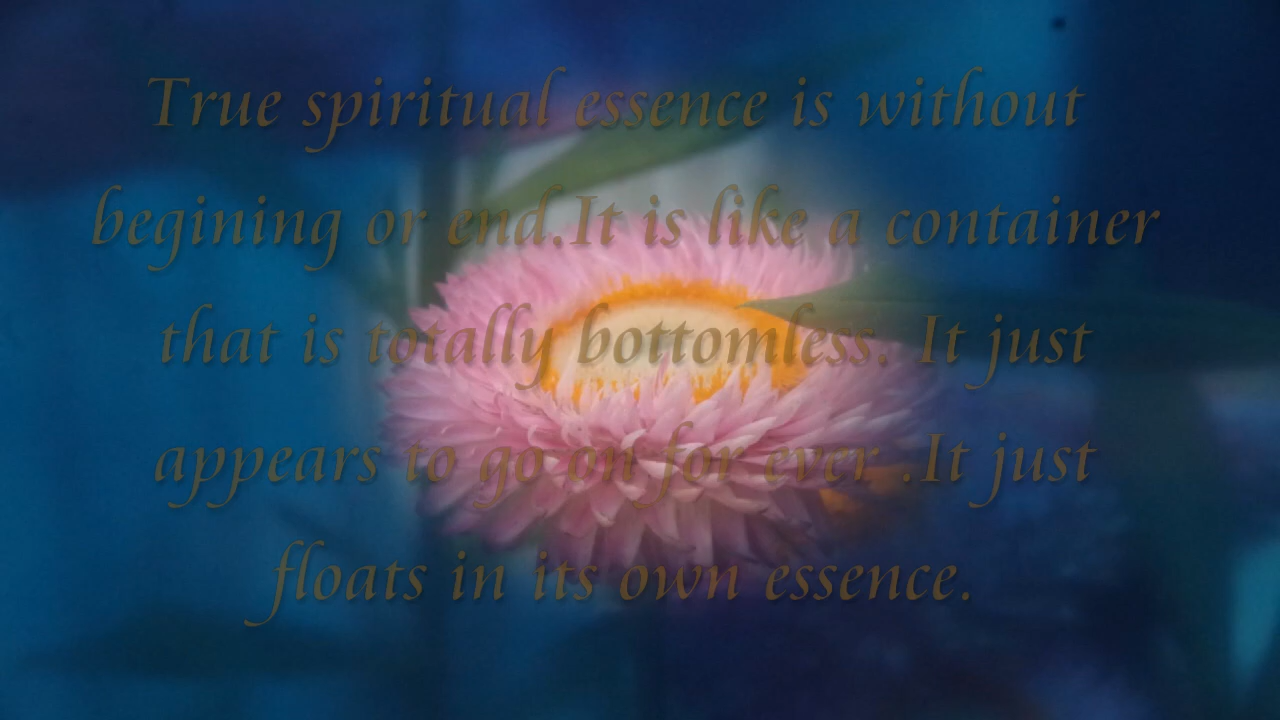 True spiritual essence is without
begining or end.It is like a container
that is totally bottomless. It just
appears to go on for ever .It just
floats in its own essence.